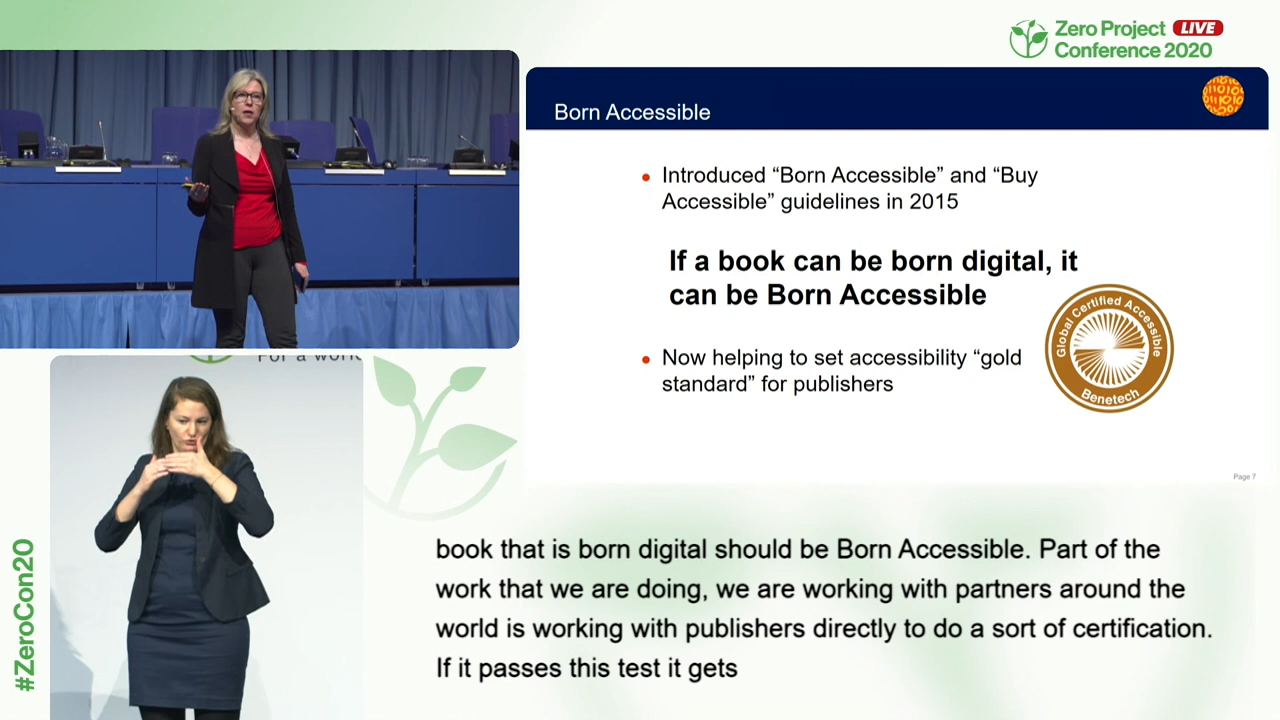 Zero Project LIVE
Conference 2020
Born Accessible
Introduced “Born Accessible” and “Buy
Accessible” guidelines in 2015
If a book can be born digital, it
can be Born Accessible
Global Certified Accessible
Benetech
Now helping to set accessibility “gold
standard” for publishers
Page 7
For a world
#ZeroCon20
book that is born digital should be Born Accessible. Part of the
work that we are doing, we are working with partners around the
world is working with publishers directly to do a sort of certification.
If it passes this test it gets